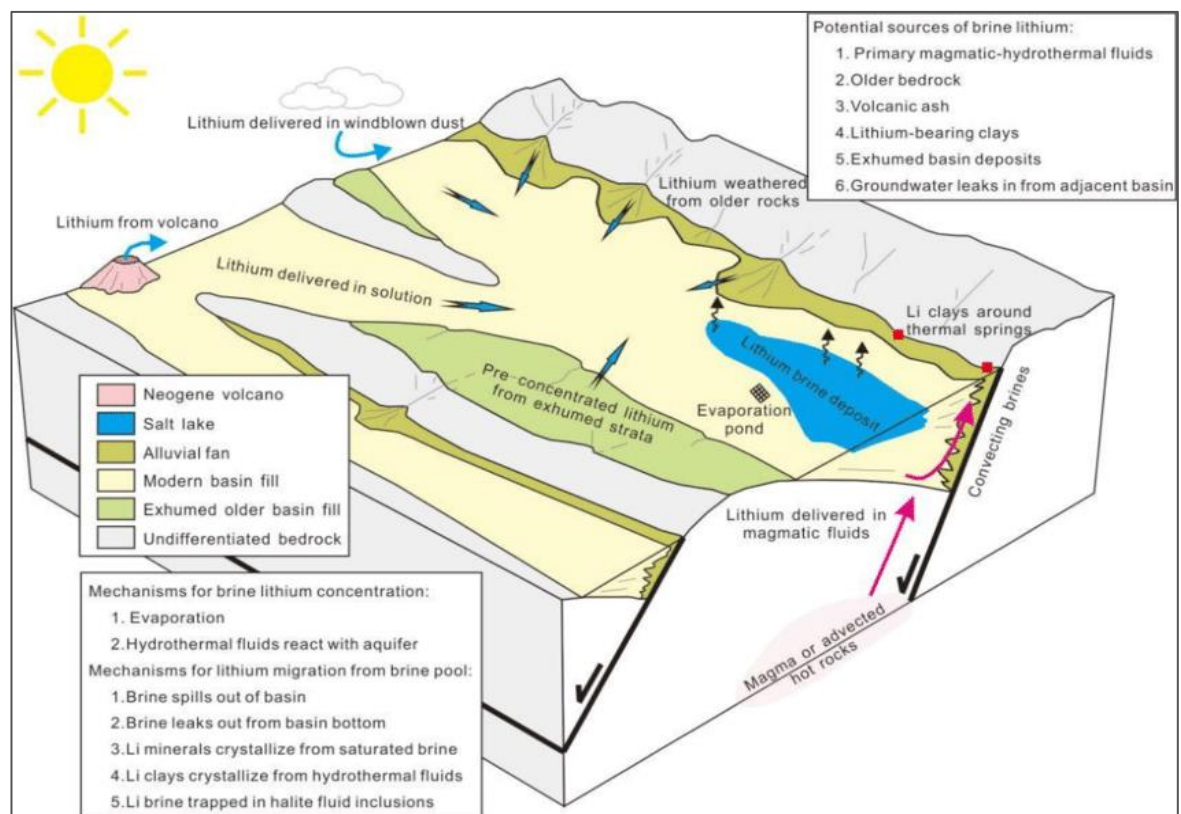 Potential sources of brine lithium:
1. Primary magmatic-hydrothermal fluids
2.Older bedrock
3.Volcanic ash
4.Lithium-bearing clays
5.Exhumed basin deposits
6.Groundwater leaks in from adjacent basin
Lithium delivered in windblown dust
Lithium weathered
from older rocks
Lithium from volcano
Lithium delivered in solution
Li clays around
thermal springs
Lithium brine deposit
Pre-concentrated lithium
from exhumed strata
Evaporation
pond
Convecting brines
Lithium delivered in
magmatic fluids
Magma or advected
hot rocks
Neogene volcano
Salt lake
Alluvial fan
Modern basin fill
Exhumed older basin fill
Undifferentiated bedrock
Mechanisms for brine lithium concentration:
1. Evaporation
2.Hydrothermal fluids react with aquifer
Mechanisms for lithium migration from brine pool:
1.Brine spills out of basin
2.Brine leaks out from basin bottom
3.Li minerals crystallize from saturated brine
4.Li clays crystallize from hydrothermal fluids
5.Li brine trapped in halite fluid inclusions